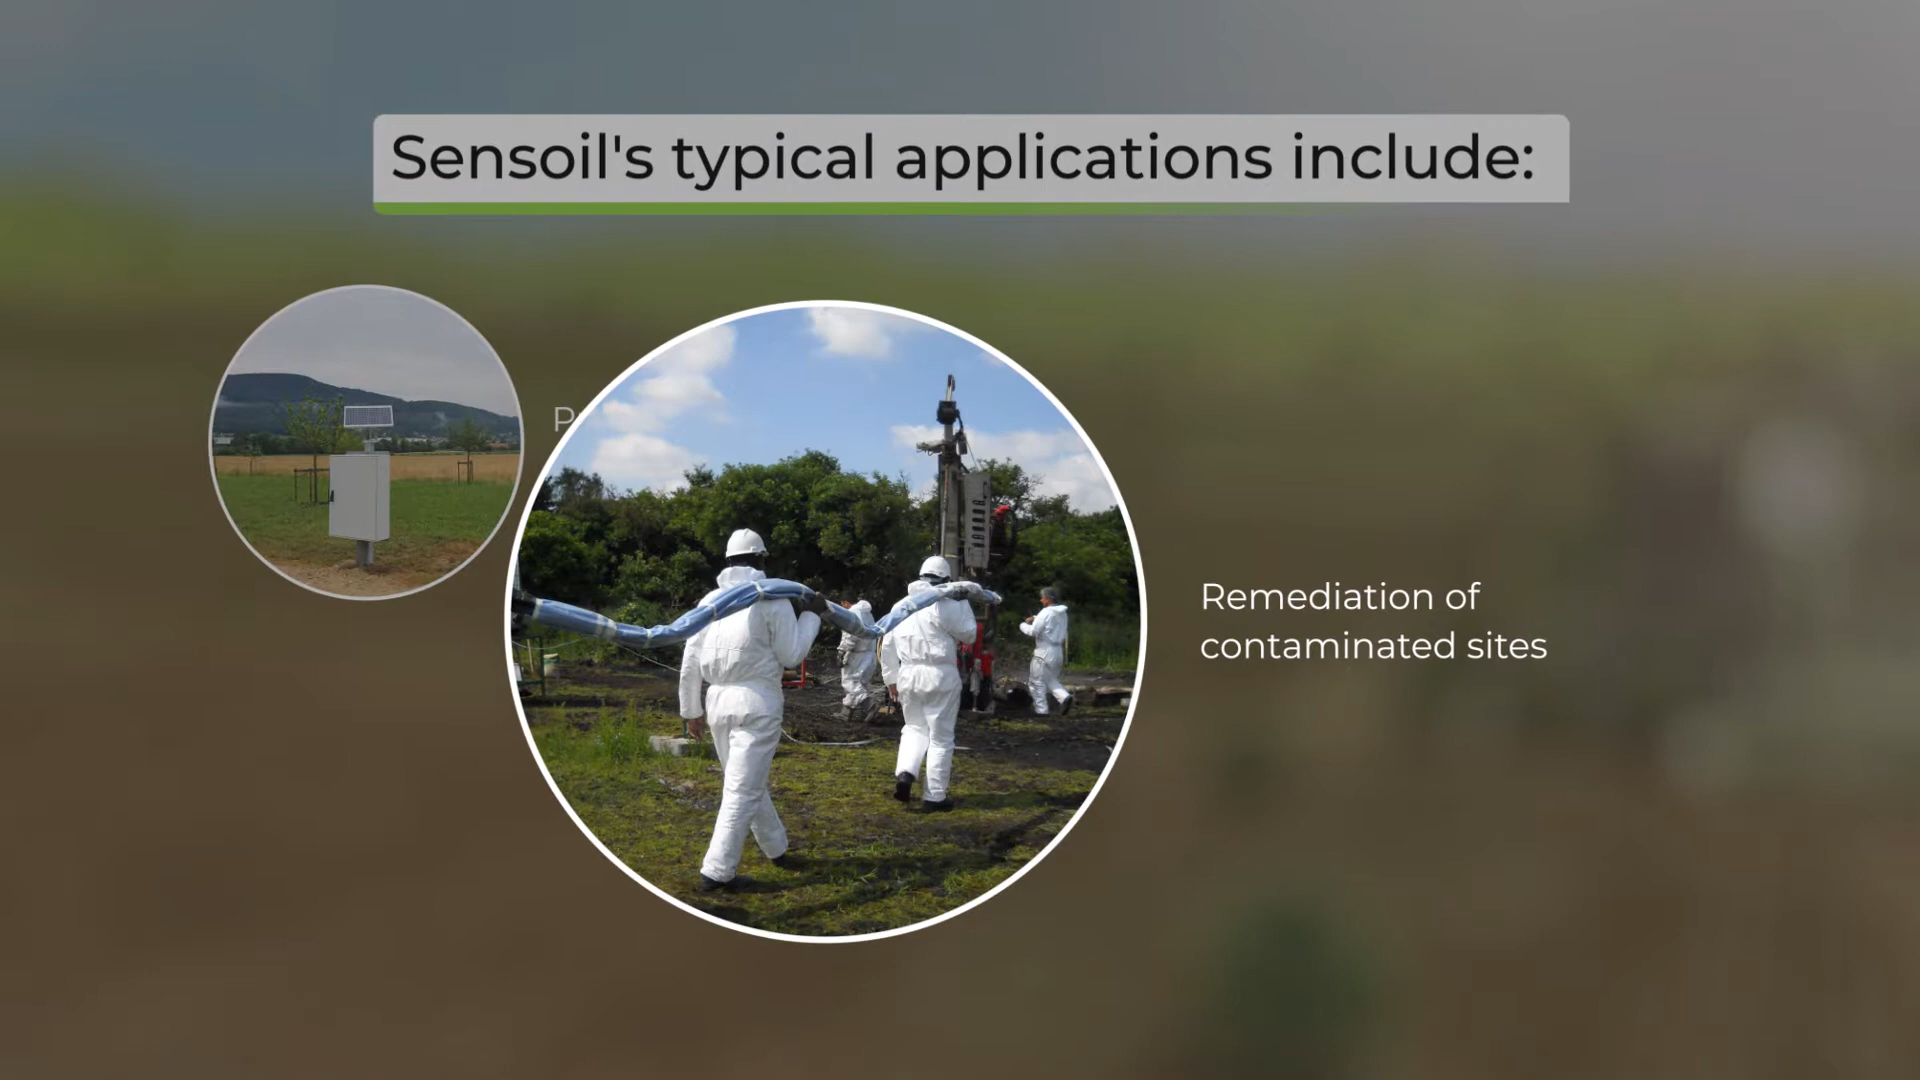 Sensoil's typical applications include:
Remediation of
contaminated sites